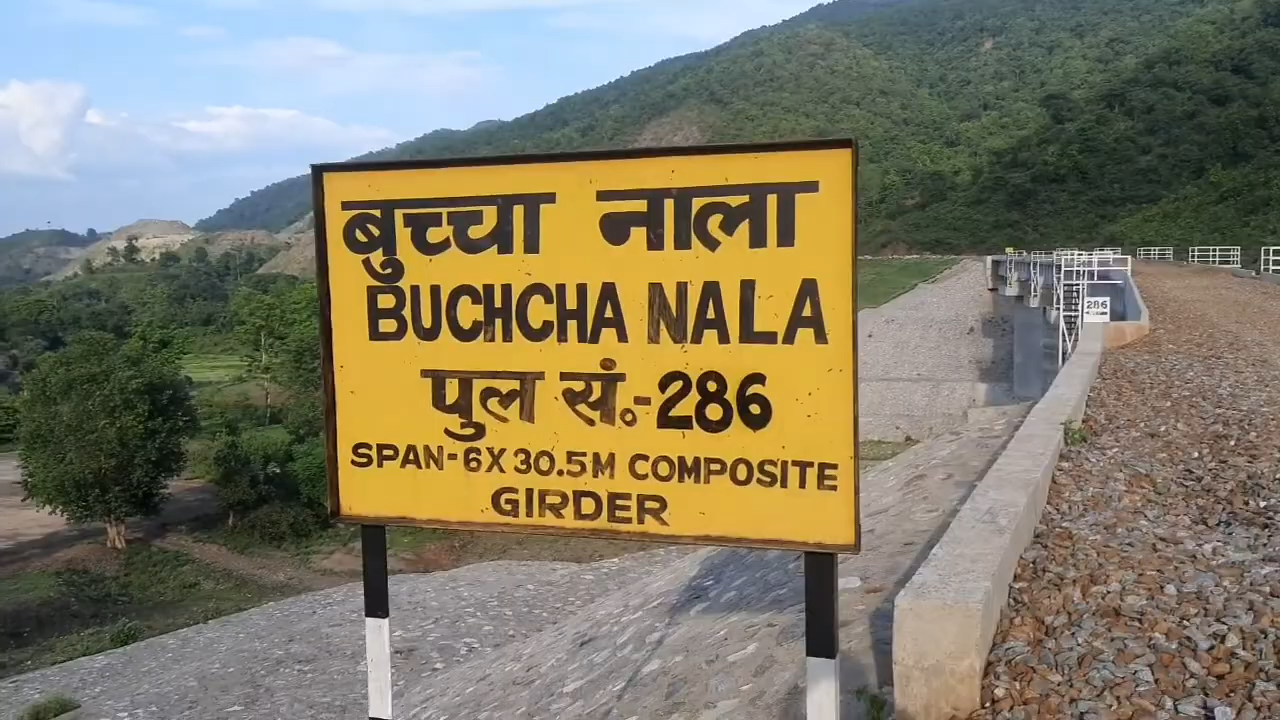 बुच्चा नाला
BUCHCHA NALA
पुल सं.-286
SPAN-6X30.5M COMPOSITE
GIRDER
286